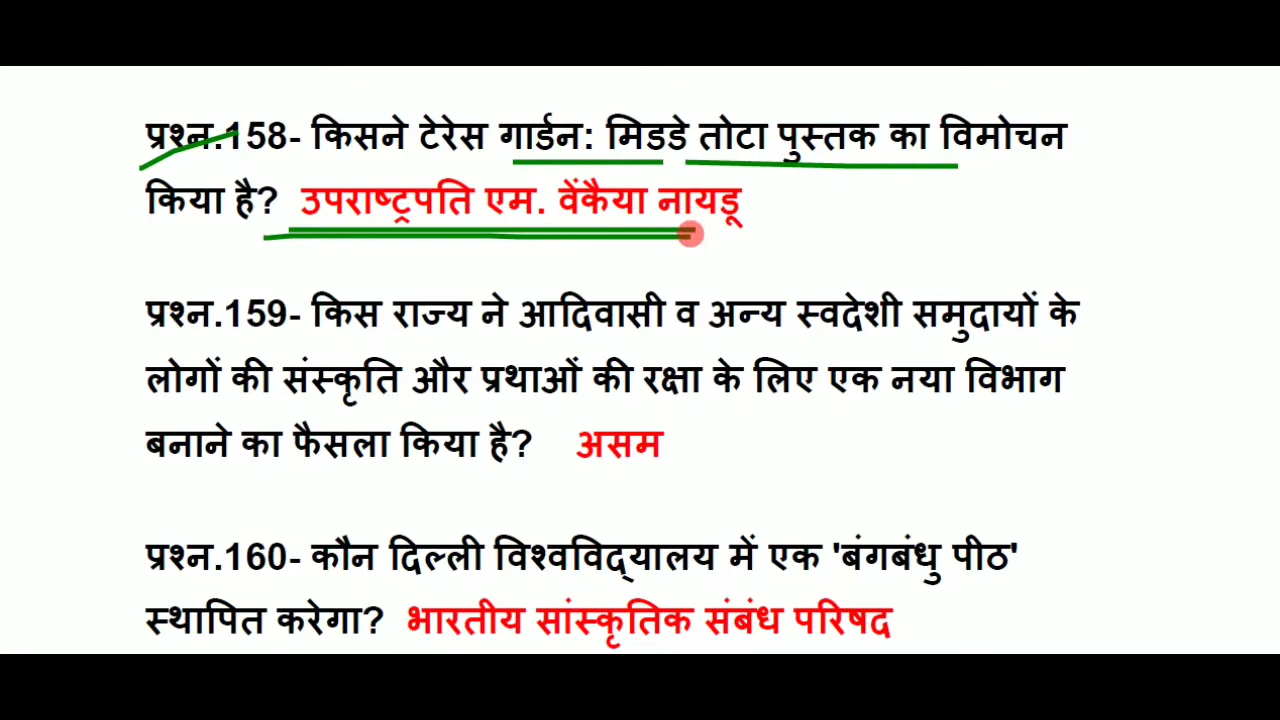 प्रश्न.158- किसने टेरेस गार्डन: मिडडे तोटा पुस्तक का विमोचन
किया है? उपराष्ट्रपति एम. वेंकैया नायडू
प्रश्न.159- किस राज्य ने आदिवासी व अन्य स्वदेशी समुदायों के
लोगों की संस्कृति और प्रथाओं की रक्षा के लिए एक नया विभाग
बनाने का फैसला किया है? असम
प्रश्न.160- कौन दिल्ली विश्वविद्यालय में एक 'बंगबंधु पीठ'
स्थापित करेगा? भारतीय सांस्कृतिक संबंध परिषद